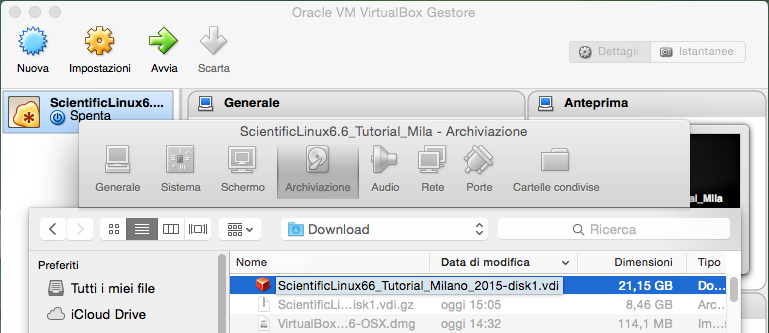 Oracle VM VirtualBox Gestore
Nuova Impostazioni Avvia Scarta Dettagli Istantanee
ScientificLinux6.... Generale Anteprima
Spenta
ScientificLinux6.6_Tutorial_Mila - Archiviazione
Generale Sistema Schermo Archiviazione Audio Rete Porte Cartelle condivise
ial_Mila
Download Ricerca
Preferiti Nome Data di modifica Dimensioni Tipo
Tutti i miei file ScientificLinux66_Tutorial_Milano_2015-disk1.vdi 21,15 GB Do...
iCloud Drive ScientificLi...isk1.vdi.gz oggi 15:05 8,46 GB Arc...
VirtualBox...6-OSX.dmg oggi 14:32 114,1 MB Im...